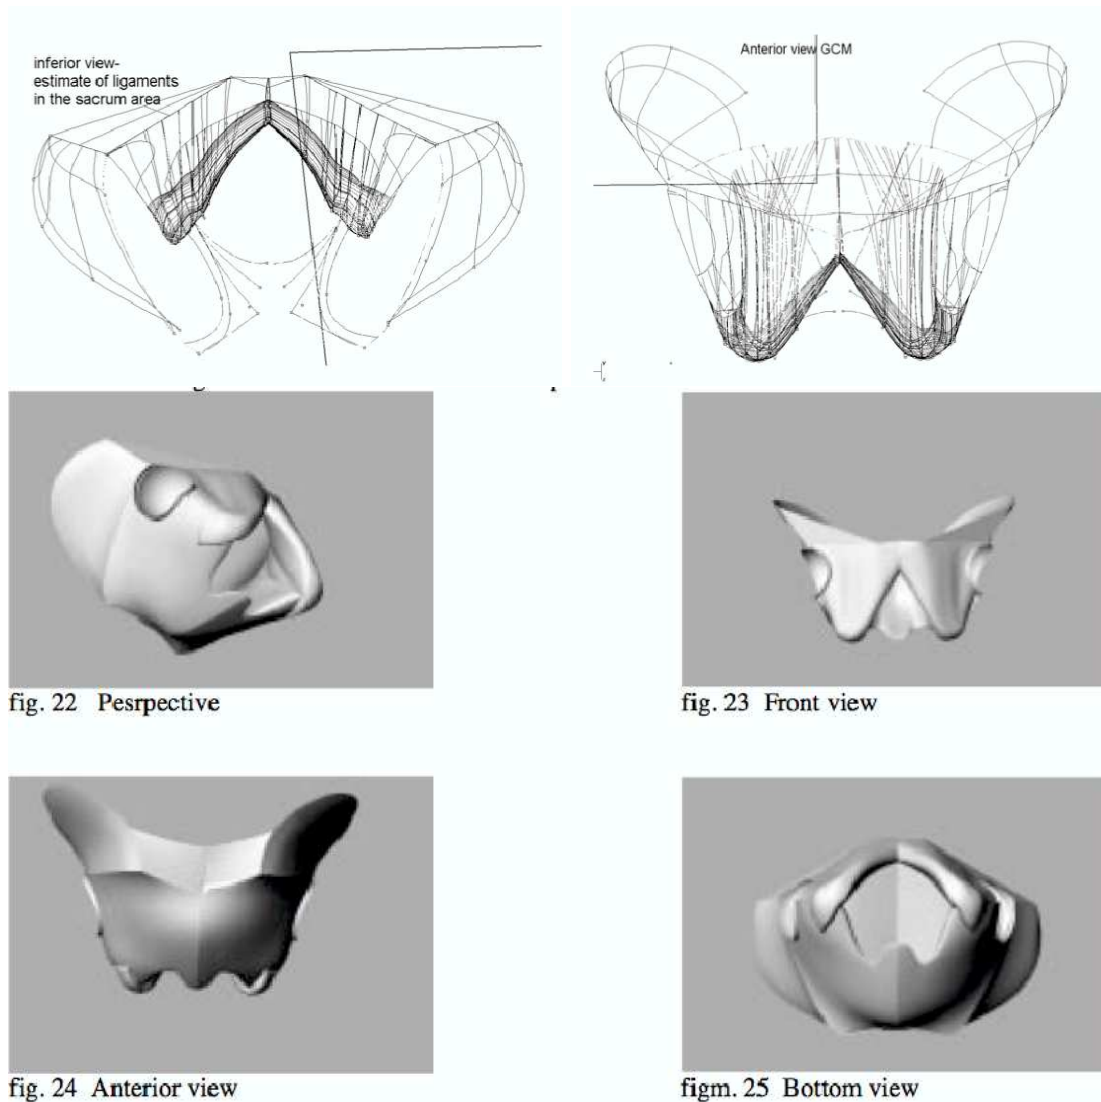 inferior view-
estimate of ligaments
in the sacrum area
Anterior view GCM
fig. 22 Pesrpective
fig. 23 Front view
fig. 24 Anterior view
figm. 25 Bottom view